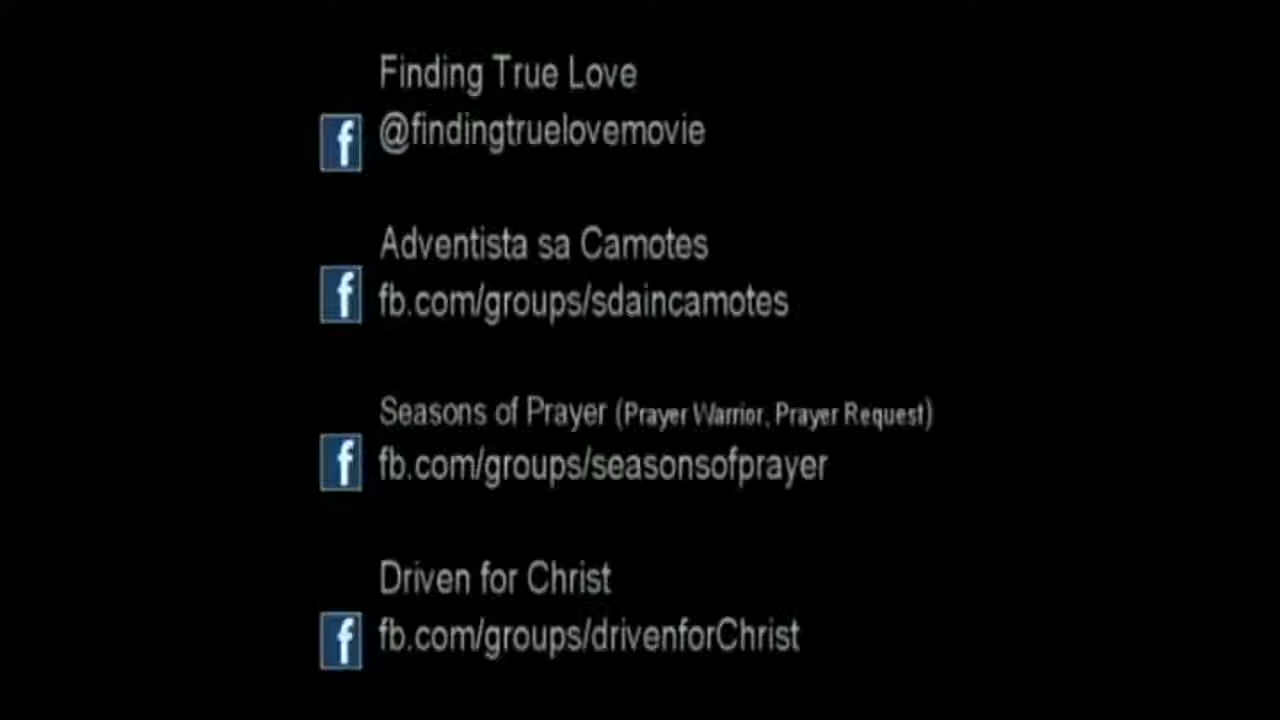 Finding True Love
@findingtruelovemovie
Adventista sa Camotes
fb.com/groups/sdaincamotes
Seasons of Prayer (Prayer Warrior, Prayer Request)
fb.com/groups/seasonsofprayer
Driven for Christ
fb.com/groups/drivenforChrist